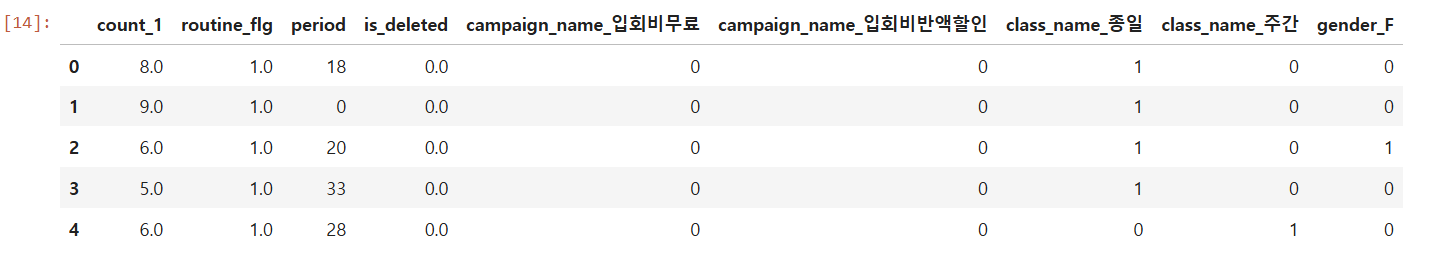 [14]: count_1 routine_flg period is_deleted campaign_name_입회비무료 campaign_name_입회비반액할인 class_name_종일 class_name_주간 gender_F
0 8.0 1.0 18 0.0 0 0 1 0 0
1 9.0 1.0 0 0.0 0 0 1 0 0
2 6.0 1.0 20 0.0 0 0 1 0 1
3 5.0 1.0 33 0.0 0 0 1 0 0
4 6.0 1.0 28 0.0 0 0 0 1 0